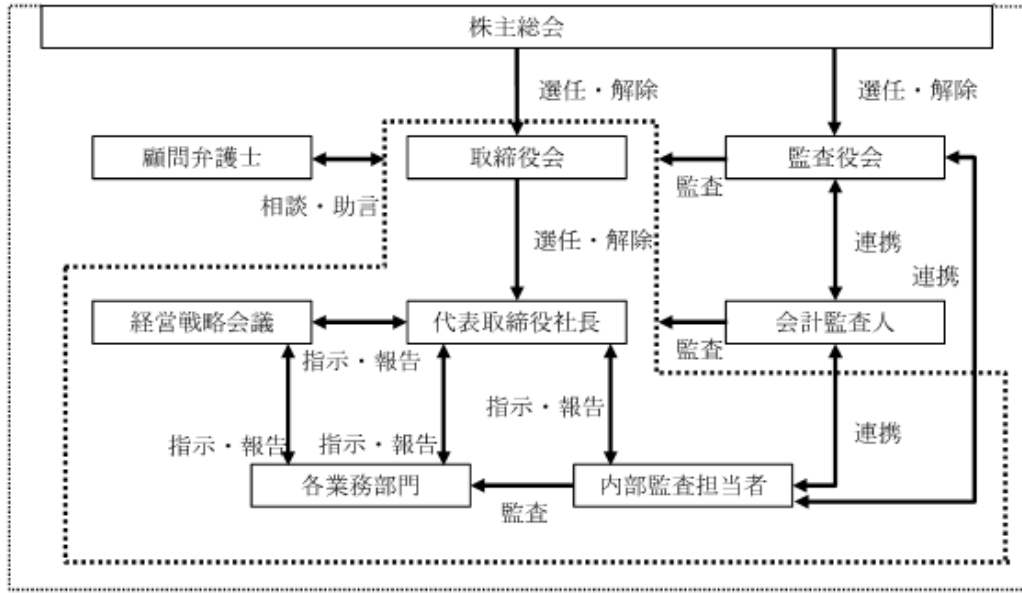 株主総会
選任・解除
選任・解除
顧問弁護士
取締役会
監査役会
監査
相談・助言
選任・解除
連携
連携
経営戦略会議
代表取締役社長
会計監査人
指示・報告
監査
指示・報告
指示・報告
指示・報告
連携
各業務部門
内部監査担当者
監査